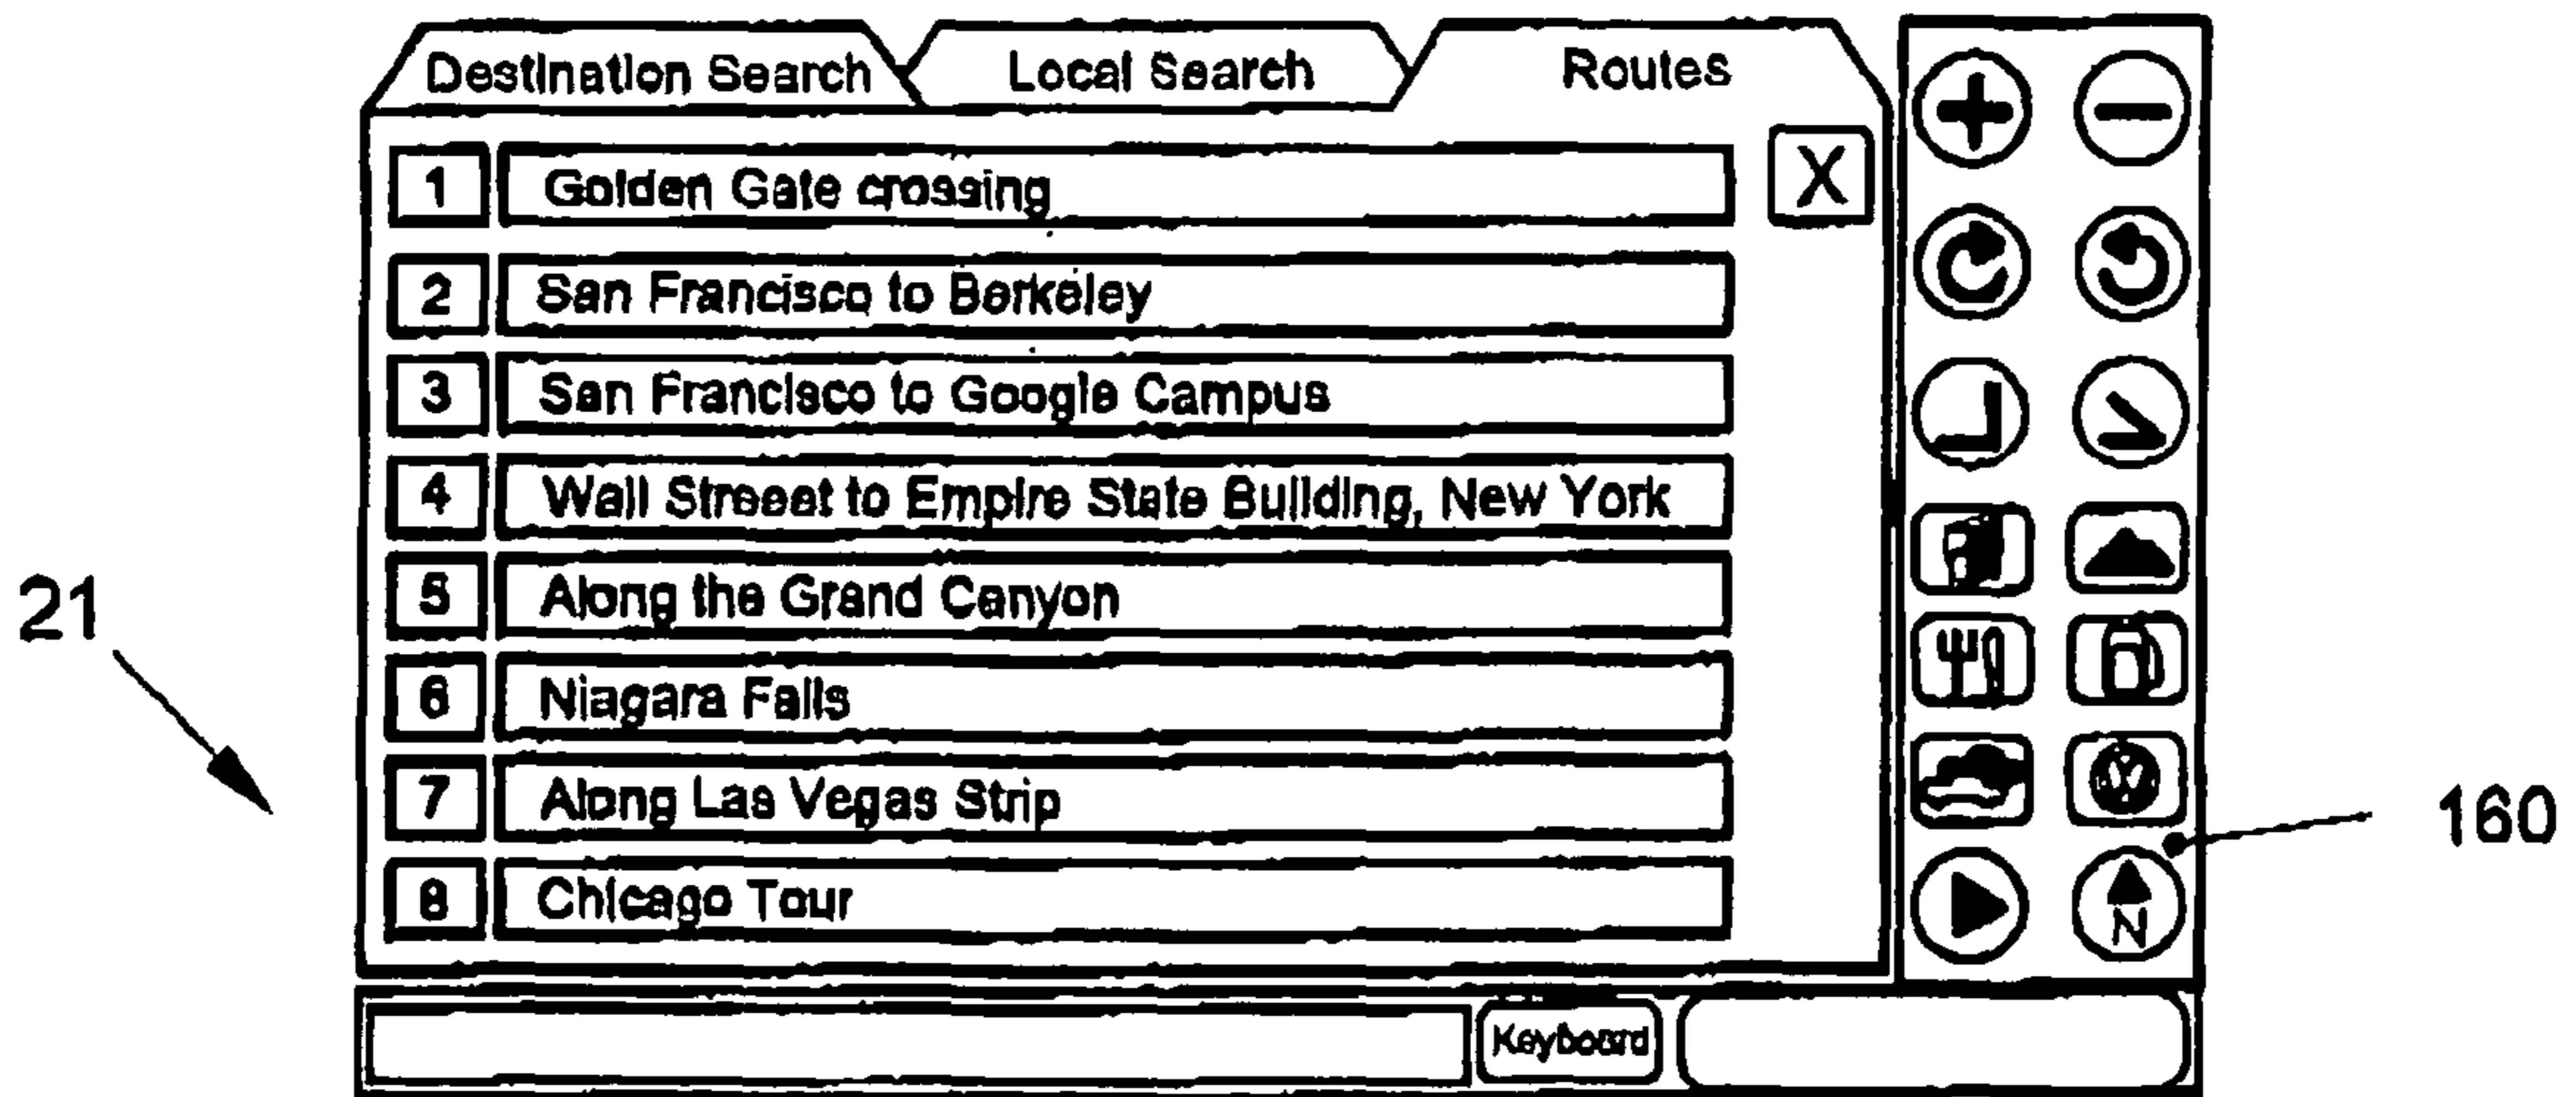 Destination Search Local Search Routes
X
1 Golden Gate crossing
2 San Francisco to Berkeley
3 San Francisco to Google Campus
4 Wall Streeet to Empire State Building, New York
5 Along the Grand Canyon
6 Niagara Falls
7 Along Las Vegas Strip
8 Chicago Tour
N
Keyboard
21
160